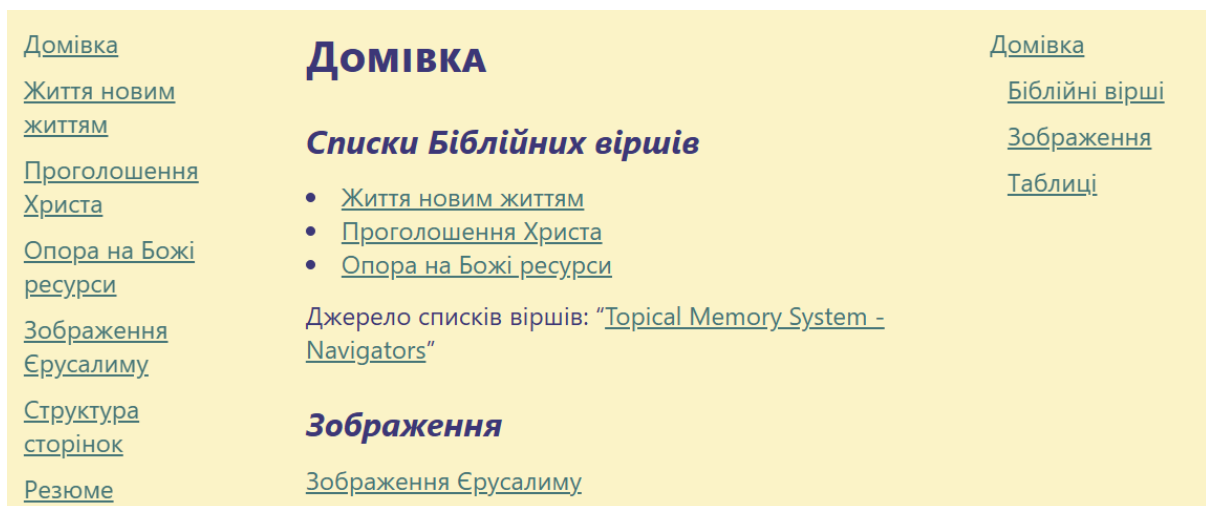 Домівка
Життя новим
життям
Проголошення
Христа
Опора на Божі
ресурси
Зображення
Єрусалиму
Структура
сторінок
Резюме
Домівка
Списки Біблійних віршів
• Життя новим життям
• Проголошення Христа
• Опора на Божі ресурси
Джерело списків віршів: “Topical Memory System -
Navigators”
Зображення
Зображення Єрусалиму
Домівка
Біблійні вірші
Зображення
Таблиці